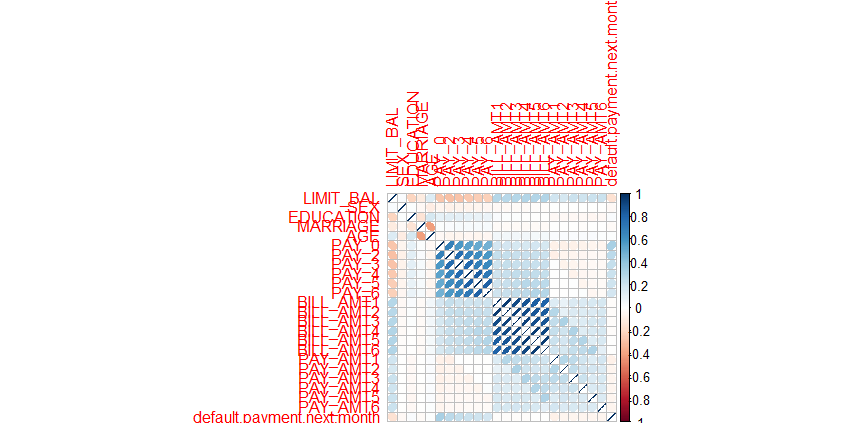 LIMIT_BAL
SEX
EDUCATION
MARRIAGE
AGE
PAY_0
PAY_2
PAY_3
PAY_4
PAY_5
PAY_6
BILL_AMT1
BILL_AMT2
BILL_AMT3
BILL_AMT4
BILL_AMT5
BILL_AMT6
PAY_AMT1
PAY_AMT2
PAY_AMT3
PAY_AMT4
PAY_AMT5
PAY_AMT6
default.payment.next.mont
1
0.8
0.6
0.4
0.2
0
-0.2
-0.4
-0.6
-0.8
-1
LIMIT_BAL
SEX
EDUCATION
MARRIAGE
AGE
PAY_0
PAY_2
PAY_3
PAY_4
PAY_5
PAY_6
BILL_AMT1
BILL_AMT2
BILL_AMT3
BILL_AMT4
BILL_AMT5
BILL_AMT6
PAY_AMT1
PAY_AMT2
PAY_AMT3
PAY_AMT4
PAY_AMT5
PAY_AMT6
default.payment.next.month